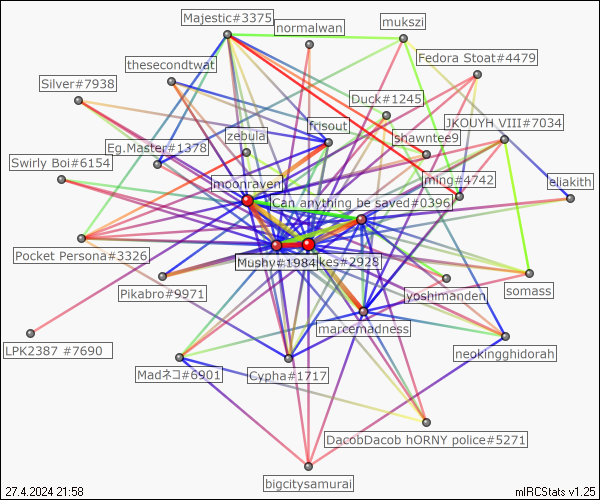 Majestic#3375
normalwan
mukszi
thesecondtwat
Fedora Stoat#4479
Silver#7938
Duck#1245
frisout
JKOUYH VIII#7034
zebula
shawntee9
Eg.Master#1378
Swirly Boi#6154
moonraven
ming#4742
eliakith
Can anything be saved#0396
Pocket Persona#3326
Mushy#1984
kes#2928
Pikabro#9971
yoshimanden
somass
marcemadness
LPK2387 #7690
neokingghidorah
Madネコ#6901
Cypha#1717
DacobDacob hORNY police#5271
bigcitysamurai
27.4.2024 21:58
mIRCStats v1.25